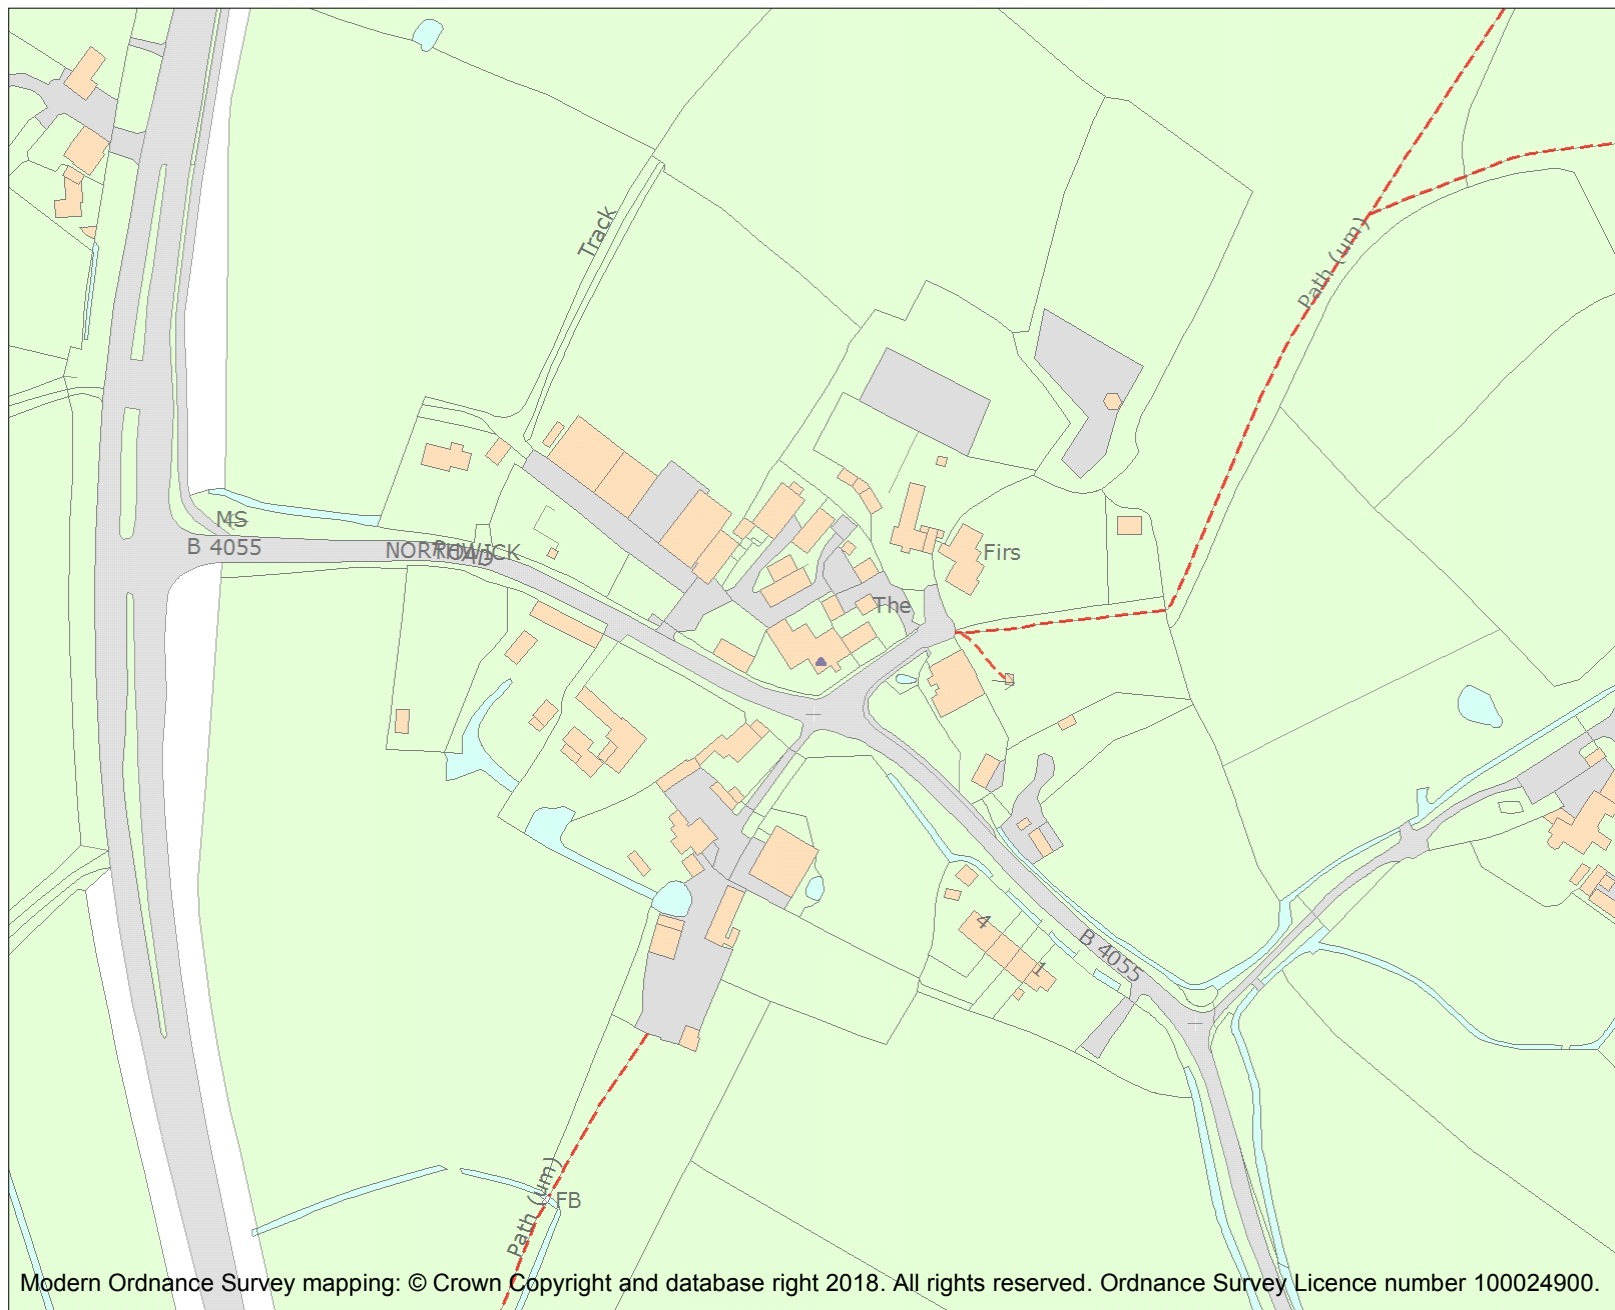 Track
Path (um)
MS
B 4055
NORTHWICK
ROAD
Firs
The
4
1
B 4055
Path (um)
FB
Modern Ordnance Survey mapping: © Crown Copyright and database right 2018. All rights reserved. Ordnance Survey Licence number 100024900.